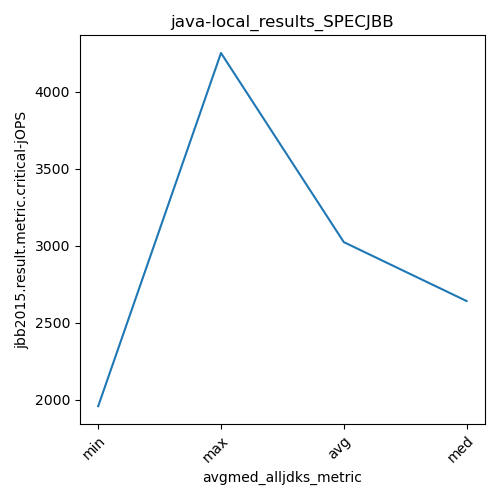 java-local_results_SPECJBB
jbb2015.result.metric.critical-jOPS
4000
3500
3000
2500
2000
min
max
avg
med
avgmed_alljdks_metric